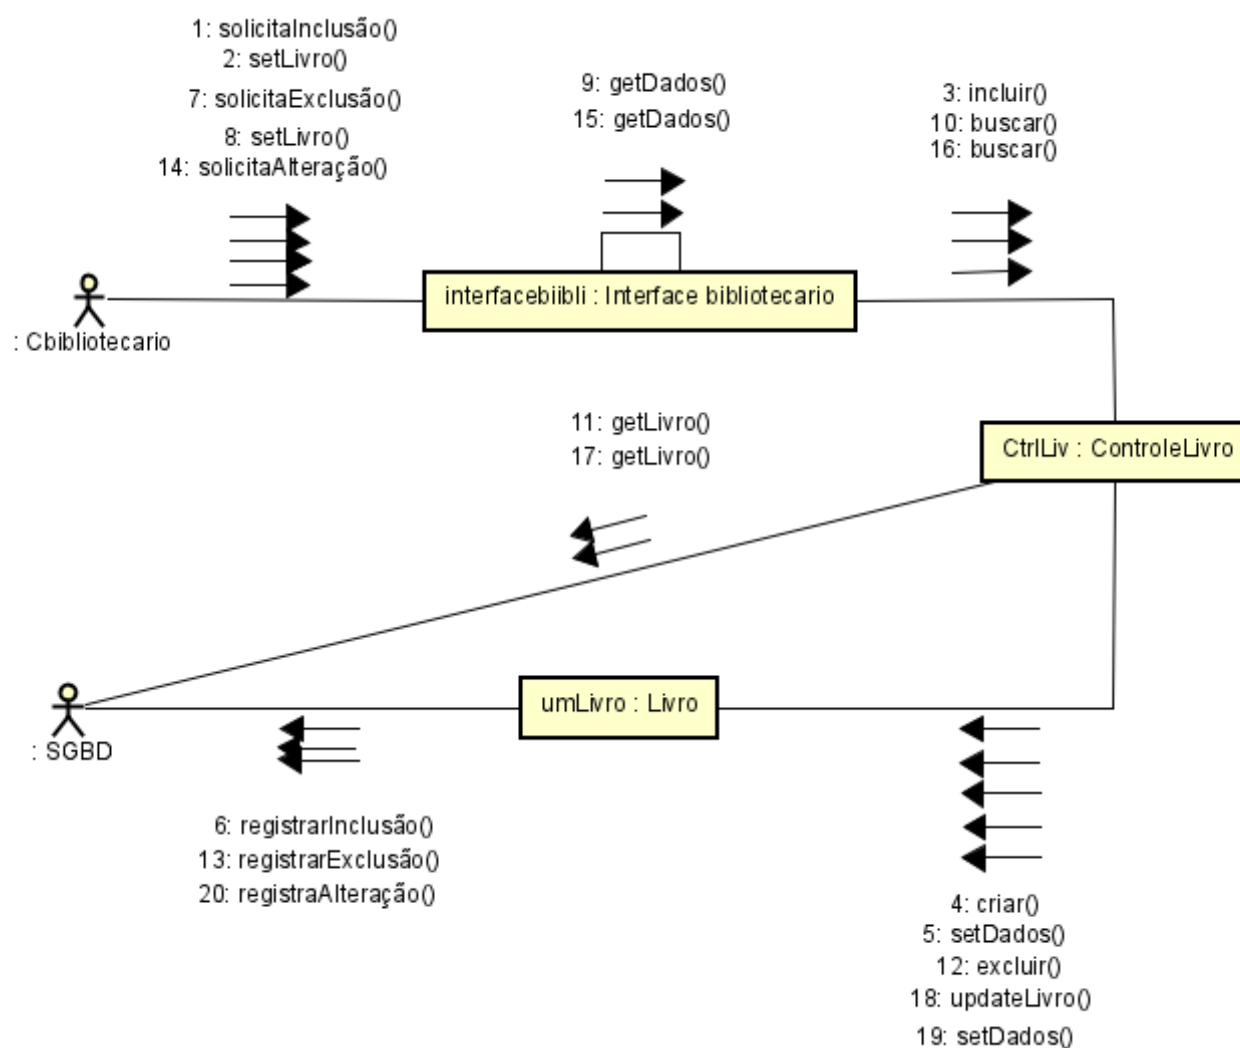 1: solicitaInclusão()
2: setLivro()
7: solicitaExclusão()
8: setLivro()
14: solicitaAlteração()
9: getDados()
15: getDados()
3: incluir()
10: buscar()
16: buscar()
interfacebiibli : Interface bibliotecario
: Cbibliotecario
11: getLivro()
17: getLivro()
CtrlLiv : ControleLivro
umLivro : Livro
: SGBD
6: registrarInclusão()
13: registrarExclusão()
20: registraAlteração()
4: criar()
5: setDados()
12: excluir()
18: updateLivro()
19: setDados()